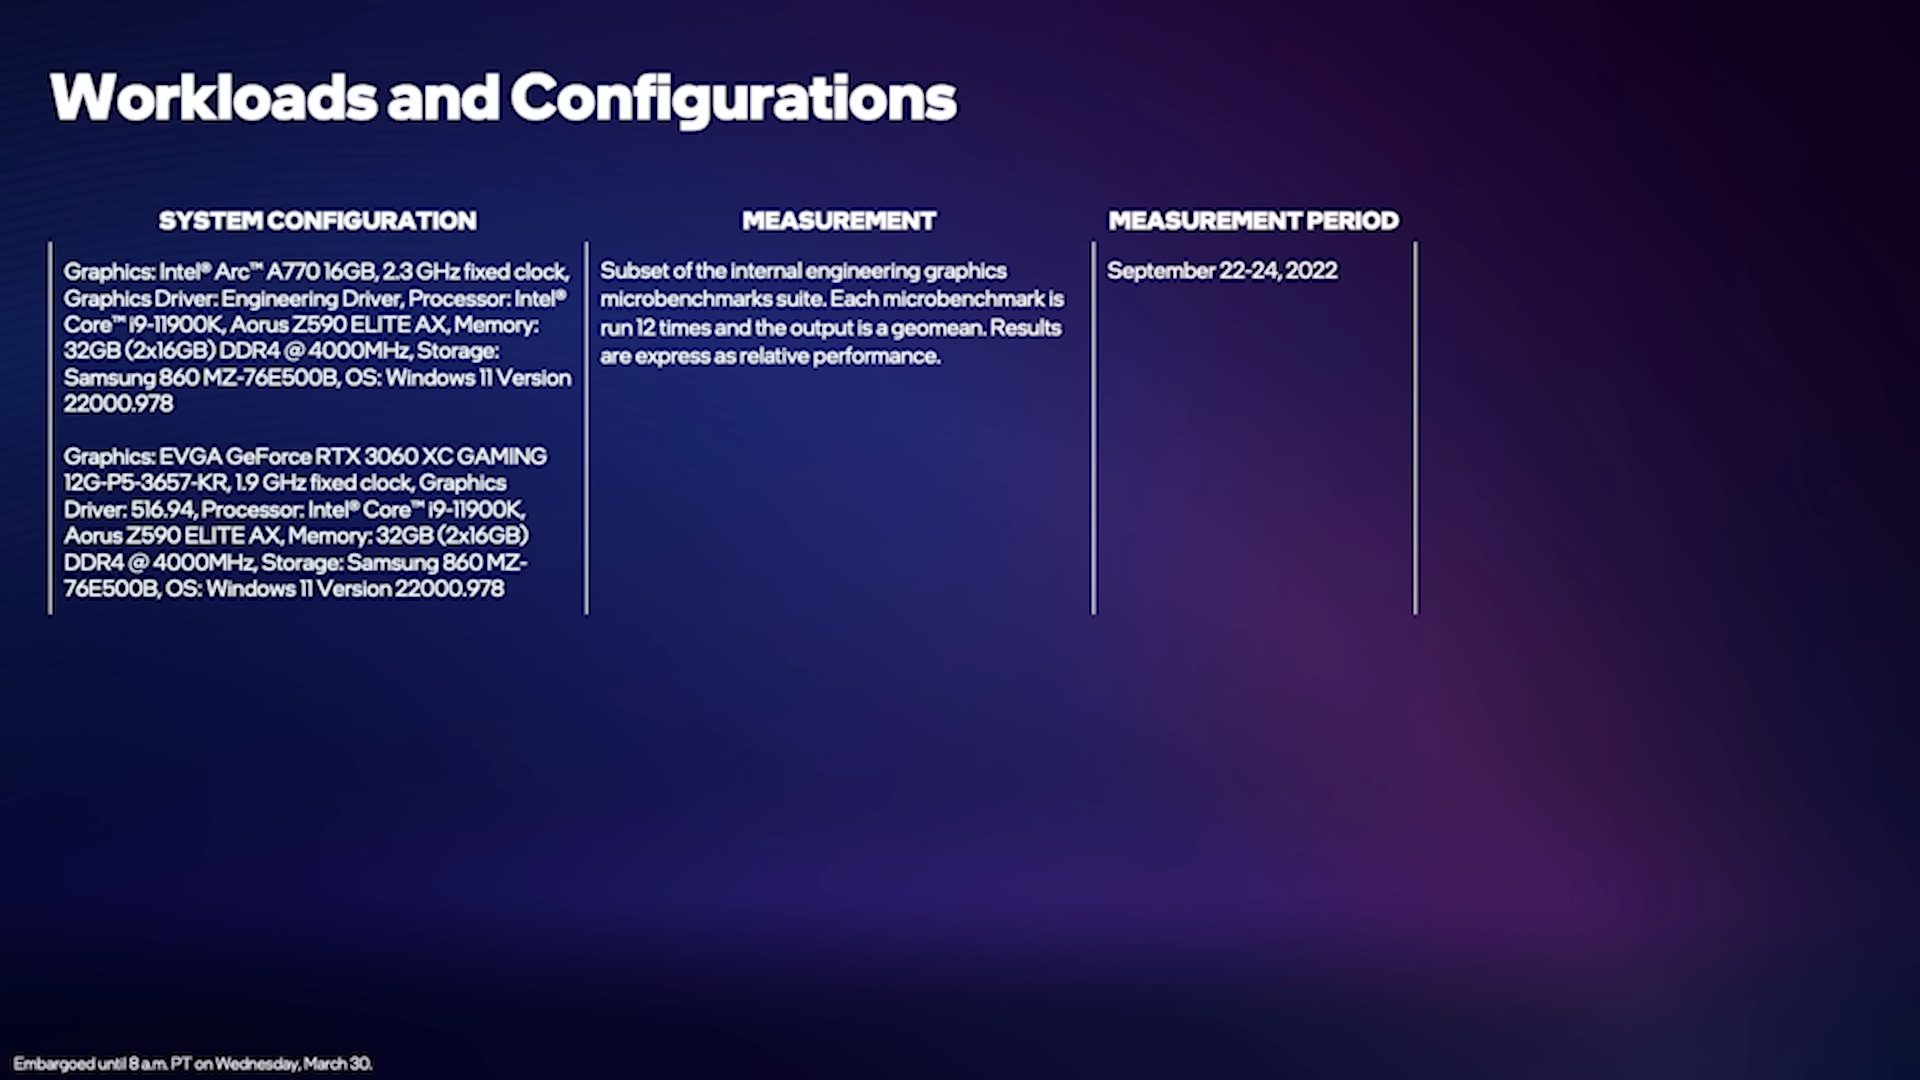 Workloads and Configurations
SYSTEM CONFIGURATION
Graphics: Intel® Arc™ A770 16GB, 2.3 GHz fixed clock,
Graphics Driver: Engineering Driver, Processor: Intel®
Core™ i9-11900K, Aorus Z590 ELITE AX, Memory:
32GB (2x16GB) DDR4 @ 4000MHz, Storage:
Samsung 860 MZ-76E500B, OS: Windows 11 Version
22000.978
Graphics: EVGA GeForce RTX 3060 XC GAMING
12G-P5-3657-KR, 1.9 GHz fixed clock, Graphics
Driver: 516.94, Processor: Intel® Core™ i9-11900K,
Aorus Z590 ELITE AX, Memory: 32GB (2x16GB)
DDR4 @ 4000MHz, Storage: Samsung 860 MZ-
76E500B, OS: Windows 11 Version 22000.978
MEASUREMENT
Subset of the internal engineering graphics
microbenchmarks suite. Each microbenchmark is
run 12 times and the output is a geomean. Results
are express as relative performance.
MEASUREMENT PERIOD
September 22-24, 2022
Embargoed until 8 a.m. PT on Wednesday, March 30.